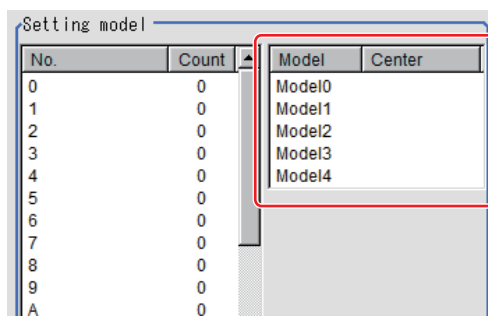 Setting model
No. Count Model Center
0 0 Model0
1 0 Model1
2 0 Model2
3 0 Model3
4 0 Model4
5 0
6 0
7 0
8 0
9 0
A 0